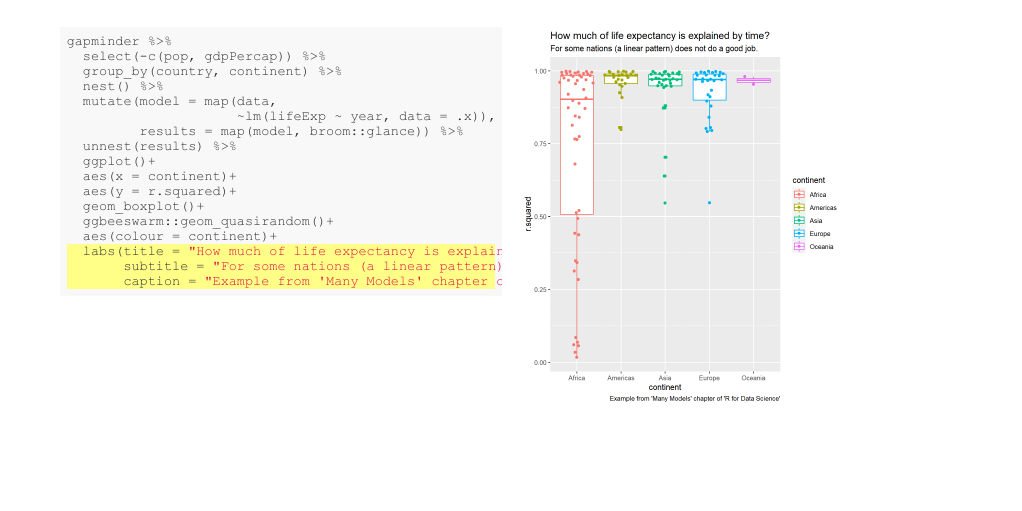 gapminder %>%
select(-c(pop, gdpPercap)) %>%
group_by(country, continent) %>%
nest() %>%
mutate(model = map(data,
~lm(lifeExp ~ year, data = .x)),
results = map(model, broom::glance)) %>%
unnest(results) %>%
ggplot()+
aes(x = continent)+
aes(y = r.squared)+
geom_boxplot()+
ggbeeswarm::geom_quasirandom()+
aes(colour = continent)+
labs(title = "How much of life expectancy is explain
subtitle = "For some nations (a linear pattern)
caption = "Example from 'Many Models' chapter
How much of life expectancy is explained by time?
For some nations (a linear pattern) does not do a good job.
1.00
0.75
0.50
0.25
0.00
r.squared
Africa
Americas
Asia
Europe
Oceania
continent
Example from 'Many Models' chapter of 'R for Data Science'
continent
Africa
Americas
Asia
Europe
Oceania